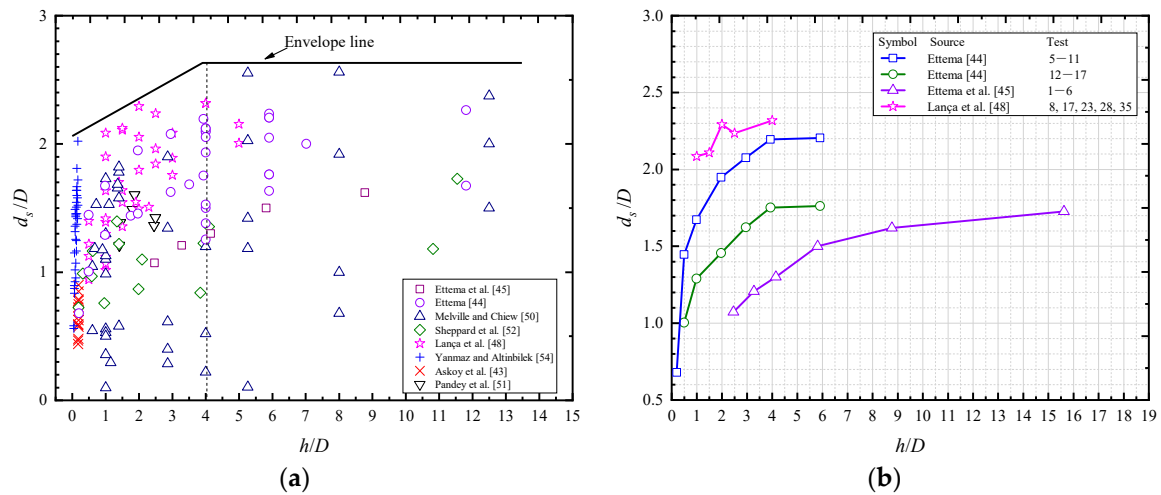 Envelope line
3
2
1
0
d_s/D
0 1 2 3 4 5 6 7 8 9 10 11 12 13 14 15
h/D
Ettema et al. [45]
Ettema [44]
Melville and Chiew [50]
Sheppard et al. [52]
Lança et al. [48]
Yanmaz and Altinbilek [54]
Askoy et al. [43]
Pandey et al. [51]
(a)
3.0
2.5
2.0
1.5
1.0
0.5
d_s/D
Symbol Source Test
Ettema [44] 5—11
Ettema [44] 12—17
Ettema et al. [45] 1—6
Lança et al. [48] 8, 17, 23, 28, 35
0 1 2 3 4 5 6 7 8 9 10 11 12 13 14 15 16 17 18 19
h/D
(b)